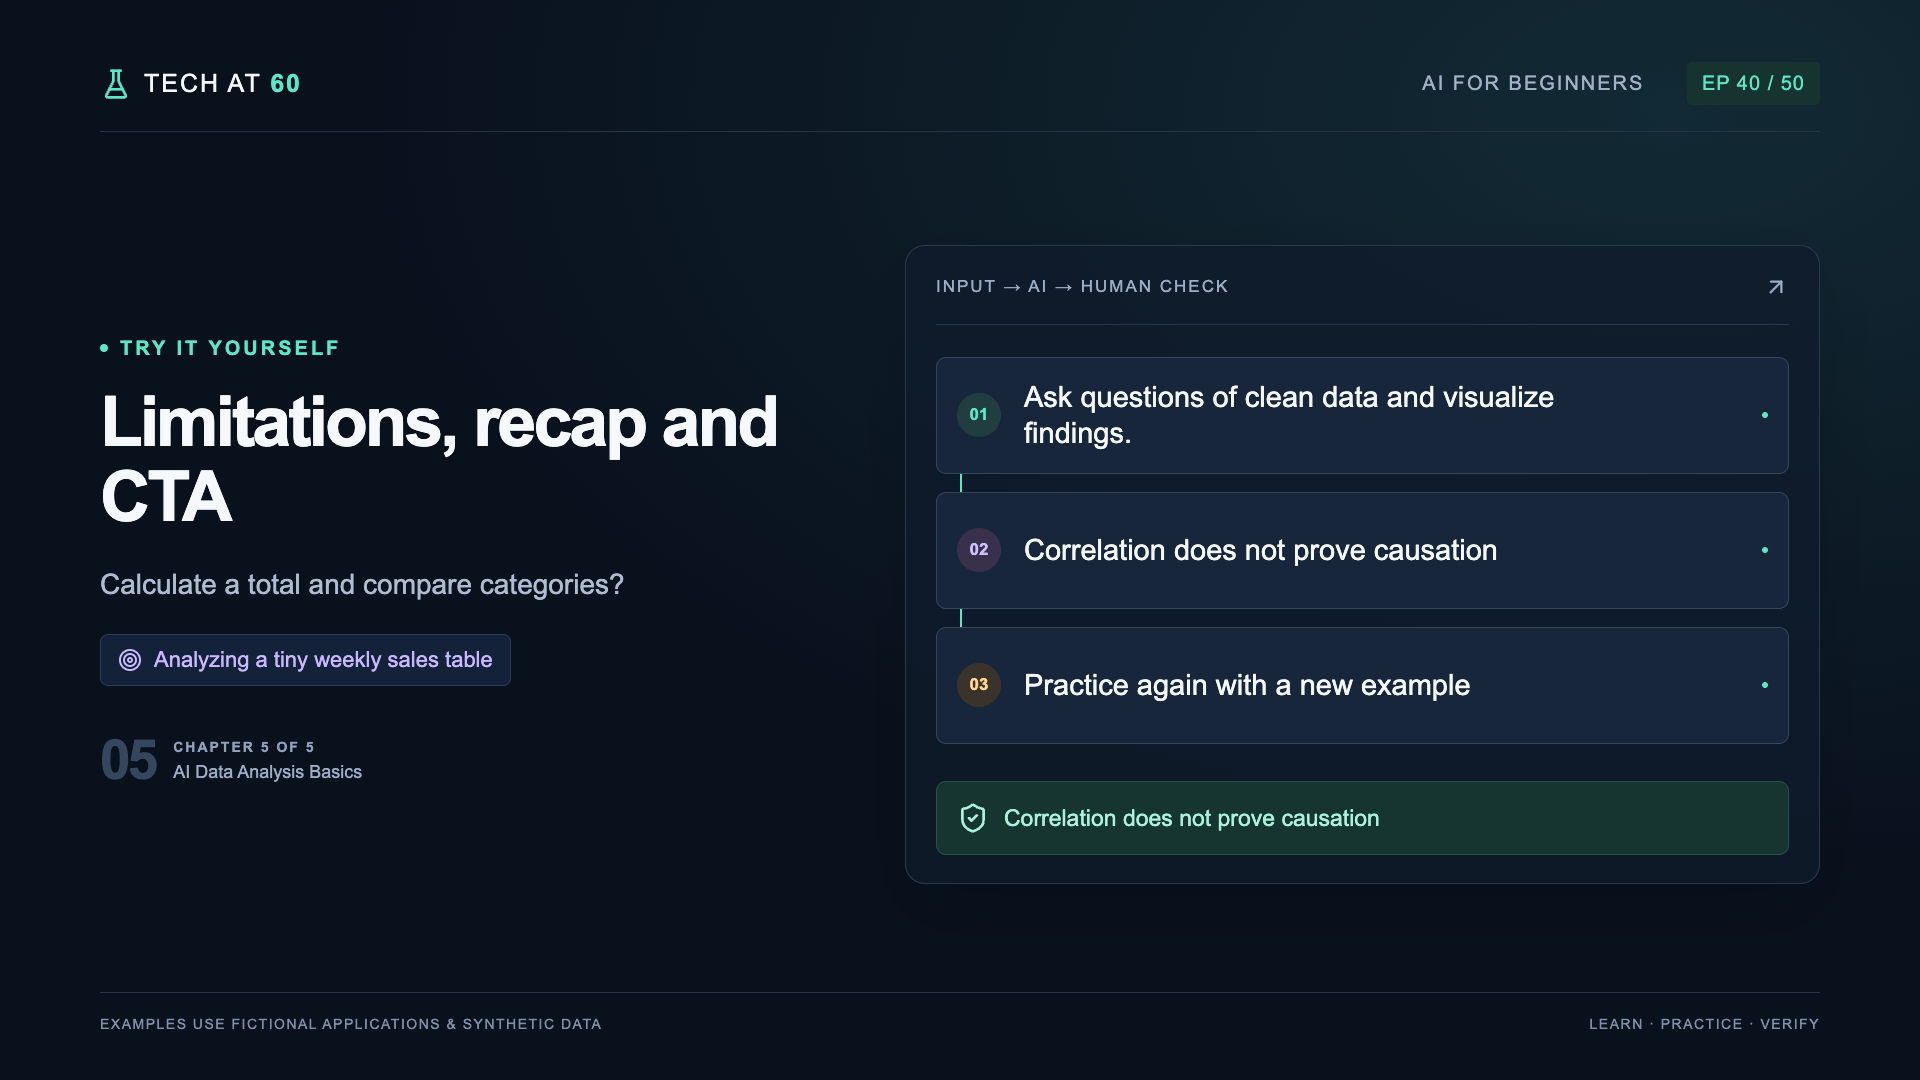 TECH AT 60
AI FOR BEGINNERS
EP 40 / 50
TRY IT YOURSELF
Limitations, recap and
CTA
Calculate a total and compare categories?
Analyzing a tiny weekly sales table
05
CHAPTER 5 OF 5
AI Data Analysis Basics
INPUT → AI → HUMAN CHECK
01
Ask questions of clean data and visualize
findings.
02
Correlation does not prove causation
03
Practice again with a new example
Correlation does not prove causation
EXAMPLES USE FICTIONAL APPLICATIONS & SYNTHETIC DATA
LEARN · PRACTICE · VERIFY